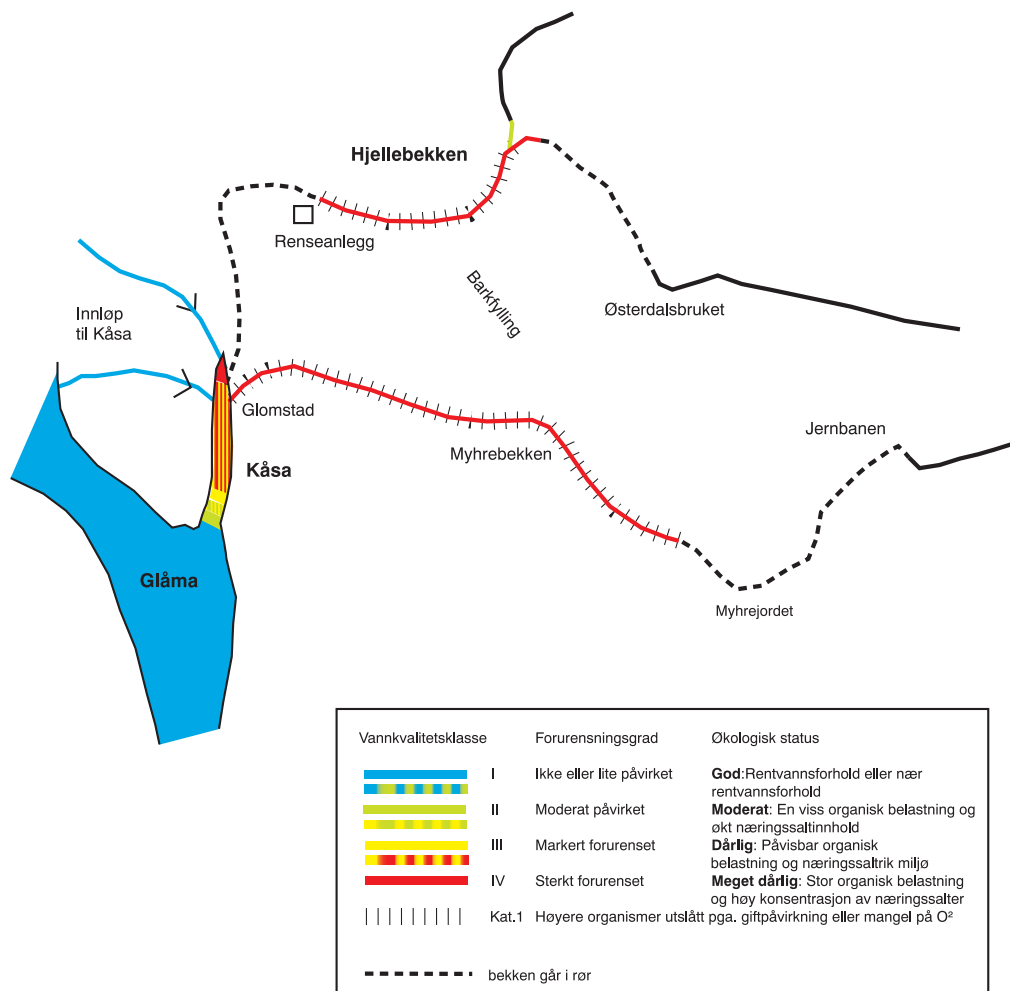 Hjellebekken
Renseanlegg
Barkfylling
Østerdalsbruket
Innløp
til Kåsa
Glomstad
Myhrebekken
Jernbanen
Kåsa
Glåma
Myhrejordet
Vannkvalitetsklasse Forurensningsgrad Økologisk status
I Ikke eller lite påvirket God:Rentvannsforhold eller nær
rentvannsforhold
II Moderat påvirket Moderat: En viss organisk belastning og
økt næringssaltinnhold
III Markert forurenset Dårlig: Påvisbar organisk
belastning og næringssaltrik miljø
IV Sterkt forurenset Meget dårlig: Stor organisk belastning
og høy konsentrasjon av næringssalter
Kat.1 Høyere organismer utslått pga. giftpåvirkning eller mangel på O²
bekken går i rør